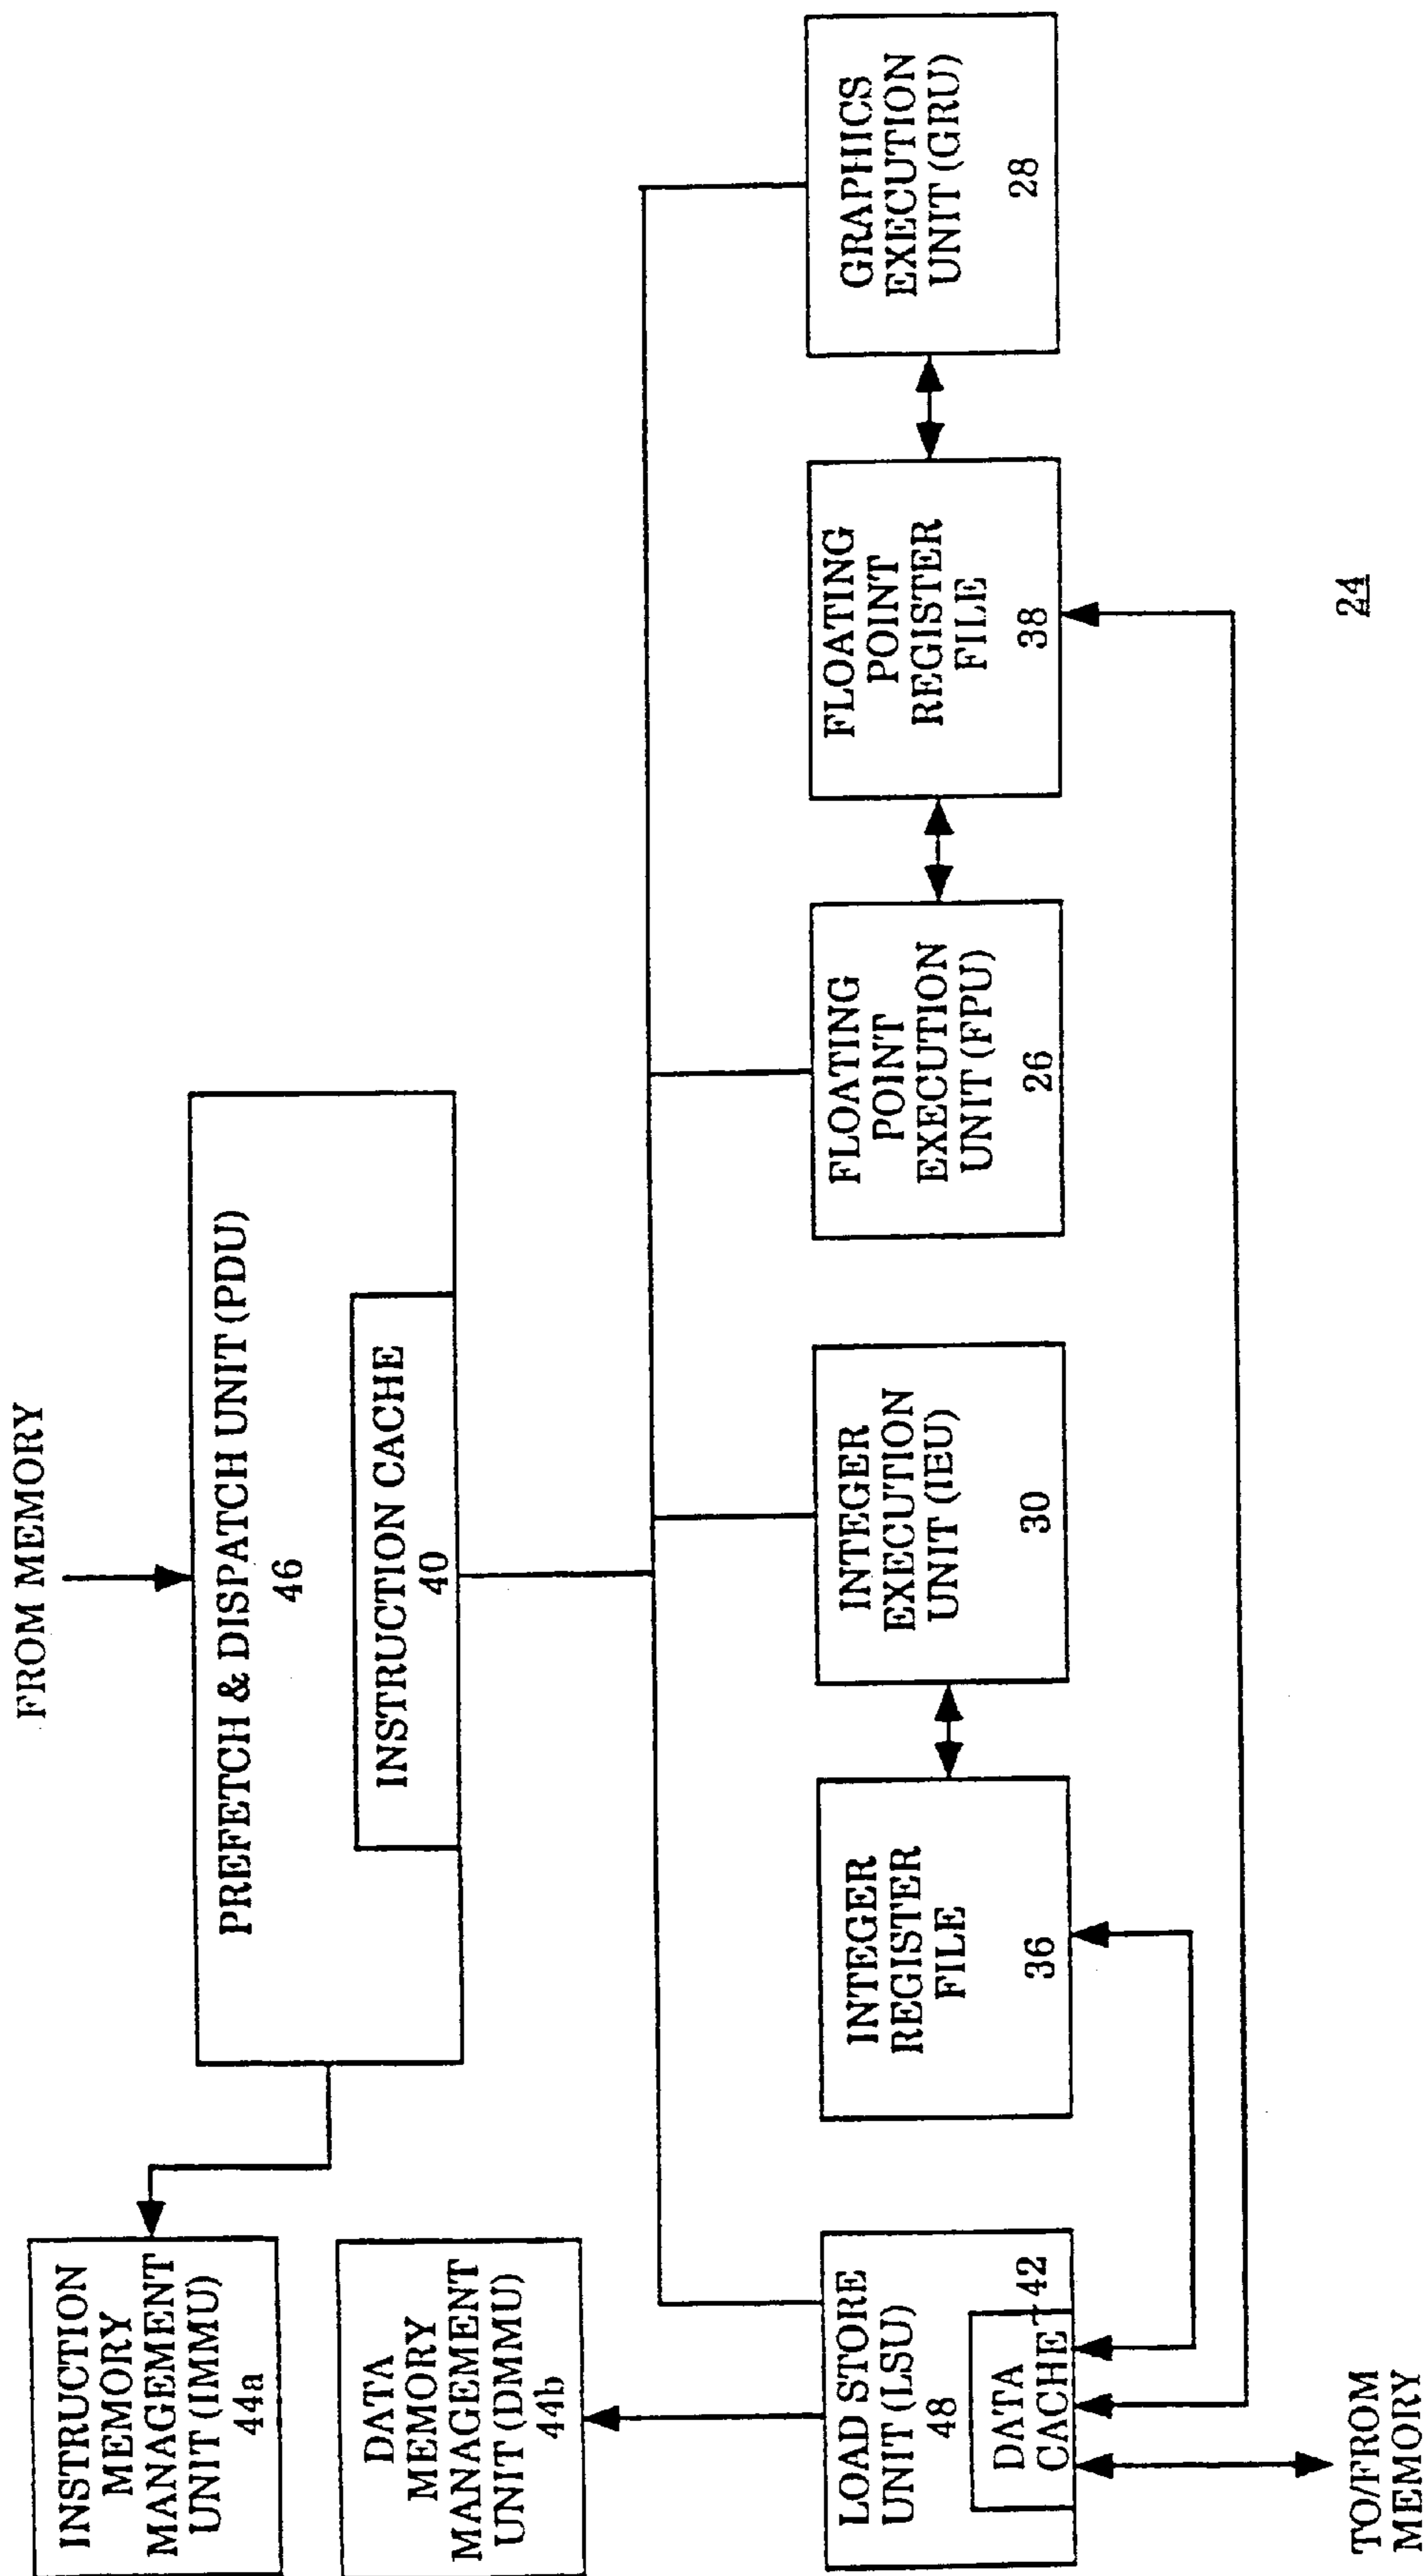 FROM MEMORY
INSTRUCTION
MEMORY
MANAGEMENT
UNIT (IMMU)
44a
PREFETCH & DISPATCH UNIT (PDU)
46
INSTRUCTION CACHE
40
DATA
MEMORY
MANAGEMENT
UNIT (DMMU)
44b
LOAD STORE
UNIT (LSU)
48
DATA
CACHE
42
INTEGER
REGISTER
FILE
36
INTEGER
EXECUTION
UNIT (IEU)
30
FLOATING
POINT
EXECUTION
UNIT (FPU)
26
FLOATING
POINT
REGISTER
FILE
38
GRAPHICS
EXECUTION
UNIT (GRU)
28
TO/FROM
MEMORY
24